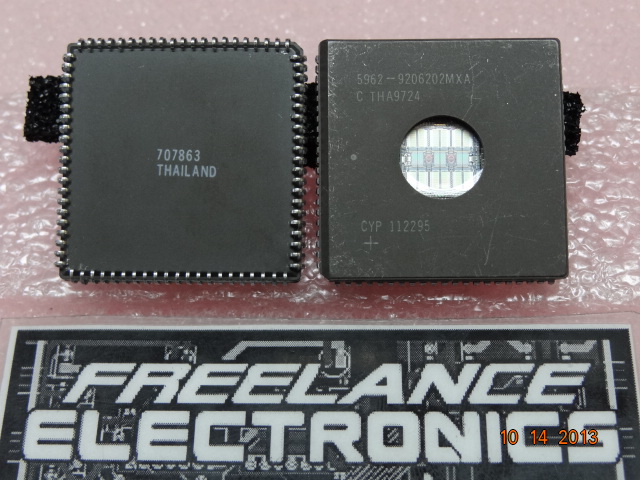 707863
THAILAND
5962-9206202MXA
C THA9724
CYP 112295
FREELANCE
ELECTRONICS
10 14 2013